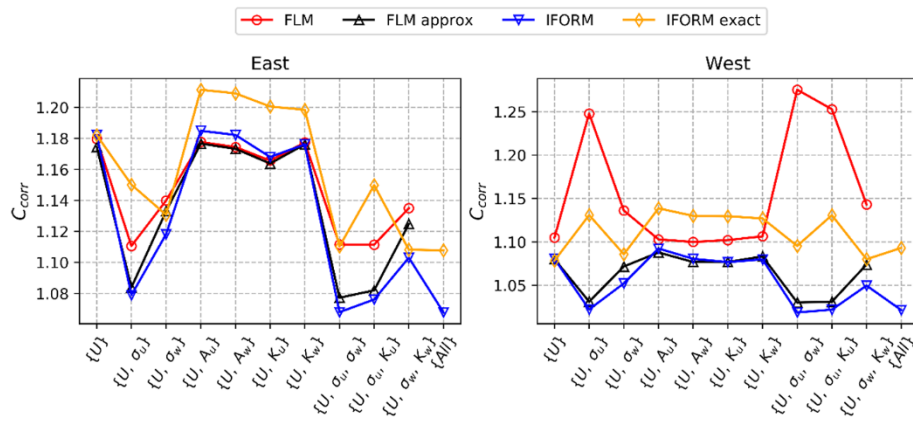 FLM FLM approx IFORM IFORM exact
East
West
C_corr
1.20
1.18
1.16
1.14
1.12
1.10
1.08
{U}
{U, σ_u}
{U, σ_w}
{U, A_u}
{U, A_w}
{U, K_u}
{U, K_w}
{U, σ_u, σ_w}
{U, σ_u, K_u}
{U, σ_w, K_w}
{All}
C_corr
1.25
1.20
1.15
1.10
1.05
{U}
{U, σ_u}
{U, σ_w}
{U, A_u}
{U, A_w}
{U, K_u}
{U, K_w}
{U, σ_u, σ_w}
{U, σ_u, K_u}
{U, σ_w, K_w}
{All}